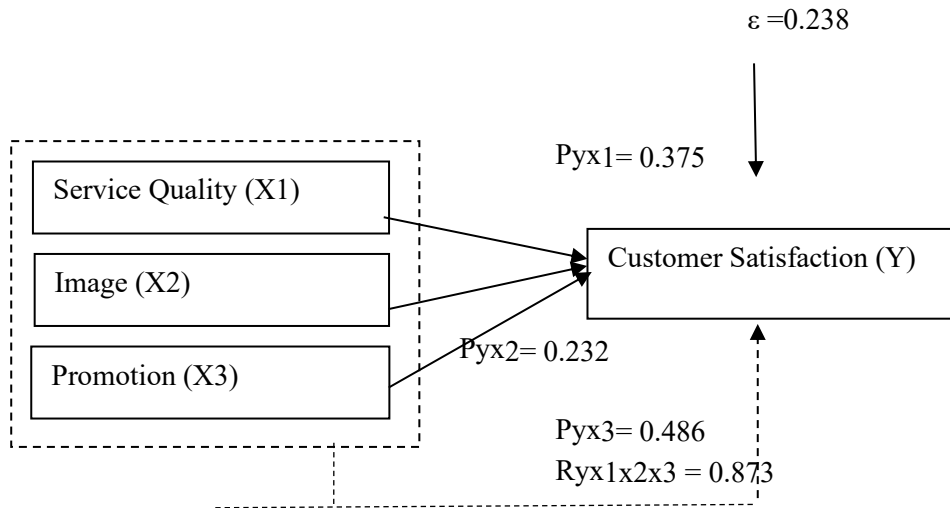 ε =0.238
Pyx1= 0.375
Service Quality (X1)
Customer Satisfaction (Y)
Image (X2)
Pyx2= 0.232
Promotion (X3)
Pyx3= 0.486
Ryx1x2x3 = 0.873